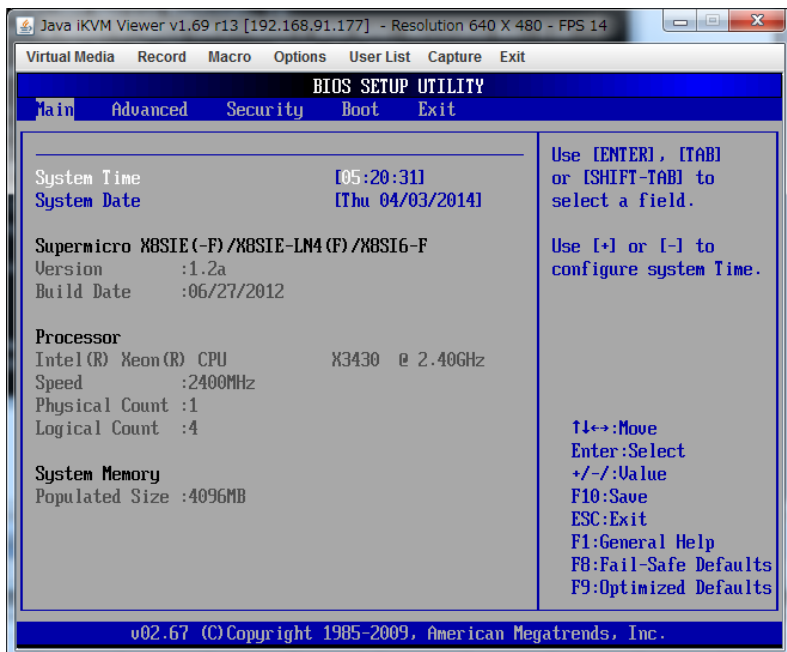 Java iKVM Viewer v1.69 r13 [192.168.91.177] - Resolution 640 X 480 - FPS 14
Virtual Media Record Macro Options User List Capture Exit
BIOS SETUP UTILITY
Main Advanced Security Boot Exit
System Time [05:20:31]
System Date [Thu 04/03/2014]
Supermicro X8SIE(-F)/X8SIE-LN4(F)/X8SI6-F
Version :1.2a
Build Date :06/27/2012
Processor
Intel(R) Xeon(R) CPU X3430 @ 2.40GHz
Speed :2400MHz
Physical Count :1
Logical Count :4
System Memory
Populated Size :4096MB
Use [ENTER], [TAB]
or [SHIFT-TAB] to
select a field.
Use [+] or [-] to
configure system Time.
↑↓←→:Move
Enter:Select
+/-/:Value
F10:Save
ESC:Exit
F1:General Help
F8:Fail-Safe Defaults
F9:Optimized Defaults
v02.67 (C)Copyright 1985-2009, American Megatrends, Inc.